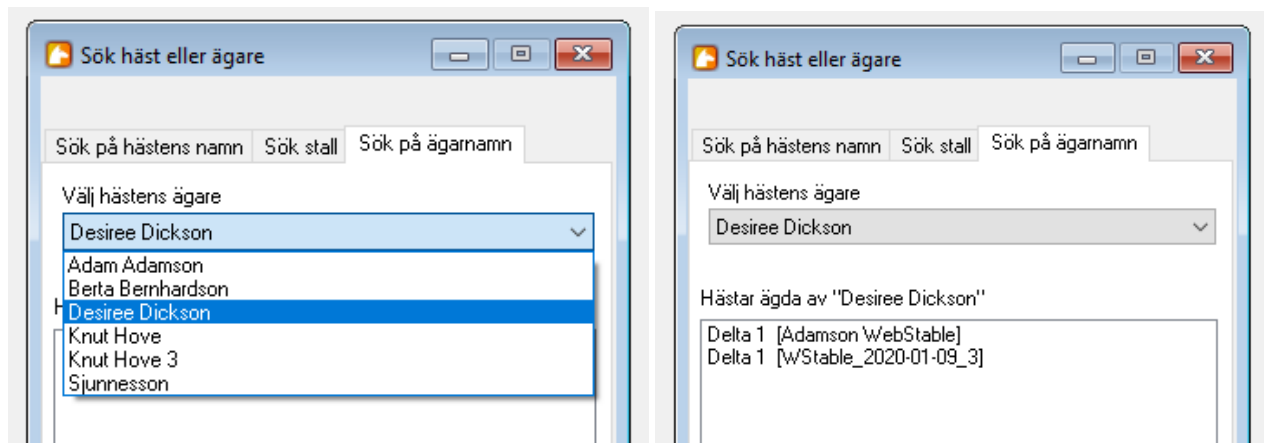 Sök häst eller ägare
Sök på hästens namn Sök stall Sök på ägarnamn
Välj hästens ägare
Desiree Dickson
Adam Adamson
Berta Bernhardson
Desiree Dickson
Knut Hove
Knut Hove 3
Sjunnesson
Sök häst eller ägare
Sök på hästens namn Sök stall Sök på ägarnamn
Välj hästens ägare
Desiree Dickson
Hästar ägda av "Desiree Dickson"
Delta 1 [Adamson WebStable]
Delta 1 [WStable_2020-01-09_3]